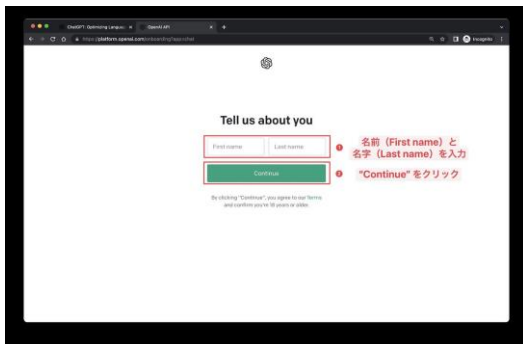 ChatGPT: Optimizing Languag
OpenAI API
https://platform.openai.com/onboarding?app=chat
Incognito
Tell us about you
First name
Last name
1
名前（First name）と
名字（Last name）を入力
Continue
2
"Continue" をクリック
By clicking "Continue", you agree to our Terms
and confirm you're 18 years or older.